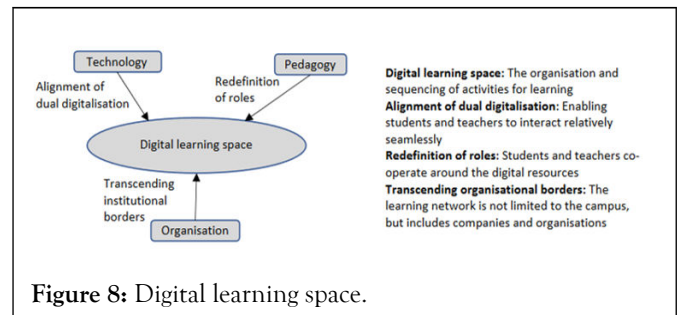 Technology
Pedagogy
Alignment of
dual digitalisation
Redefinition
of roles
Digital learning space
Transcending
institutional
borders
Organisation
Digital learning space: The organisation and
sequencing of activities for learning
Alignment of dual digitalisation: Enabling
students and teachers to interact relatively
seamlessly
Redefinition of roles: Students and teachers co-
operate around the digital resources
Transcending organisational borders: The
learning network is not limited to the campus,
but includes companies and organisations
Figure 8: Digital learning space.